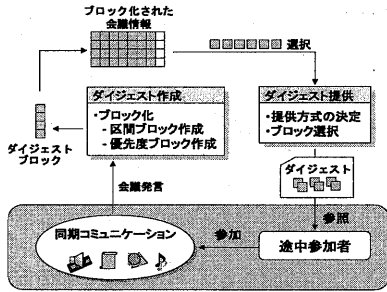 ブロック化された
会議情報
選択
ダイジェスト作成
・ブロック化
- 区間ブロック作成
- 優先度ブロック作成
ダイジェスト提供
・提供方式の決定
・ブロック選択
ダイジェスト
ブロック
ダイジェスト
会議発言
参照
同期コミュニケーション
参加
途中参加者